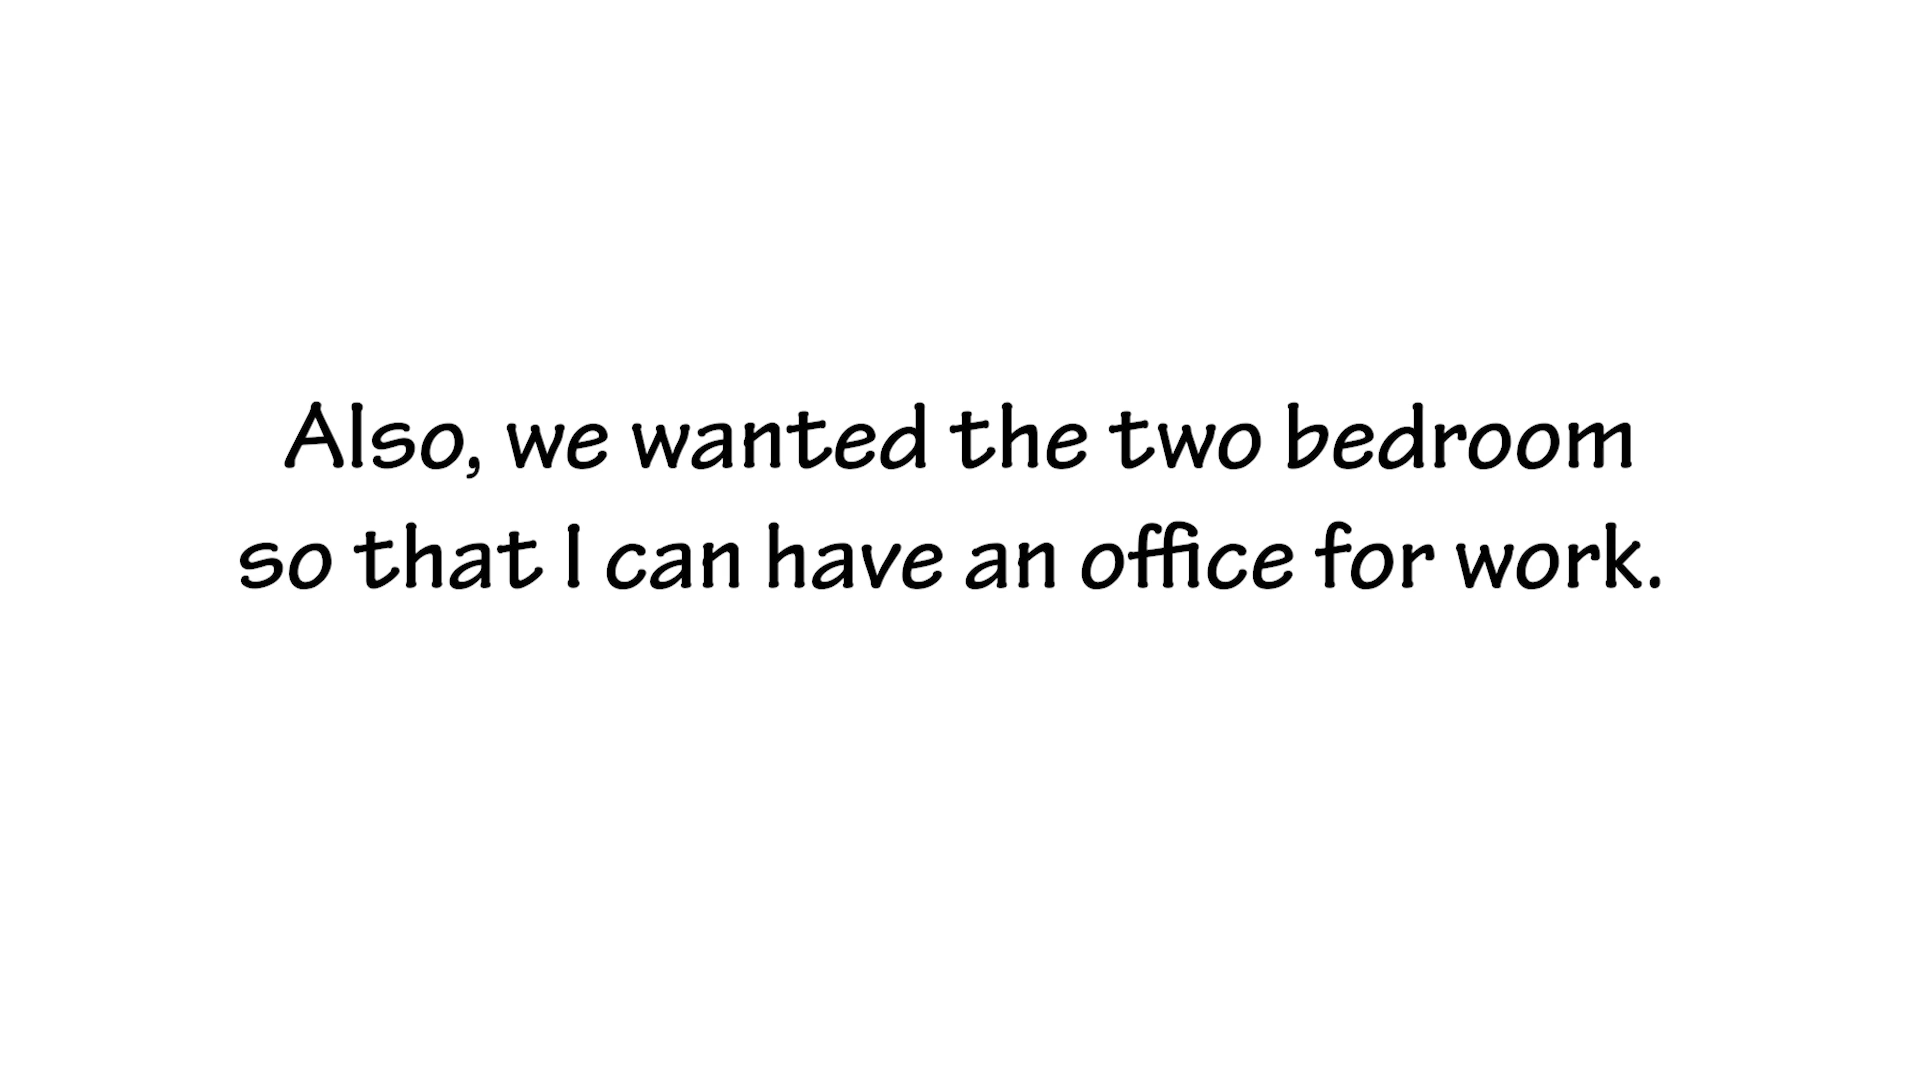 Also, we wanted the two bedroom
so that I can have an office for work.